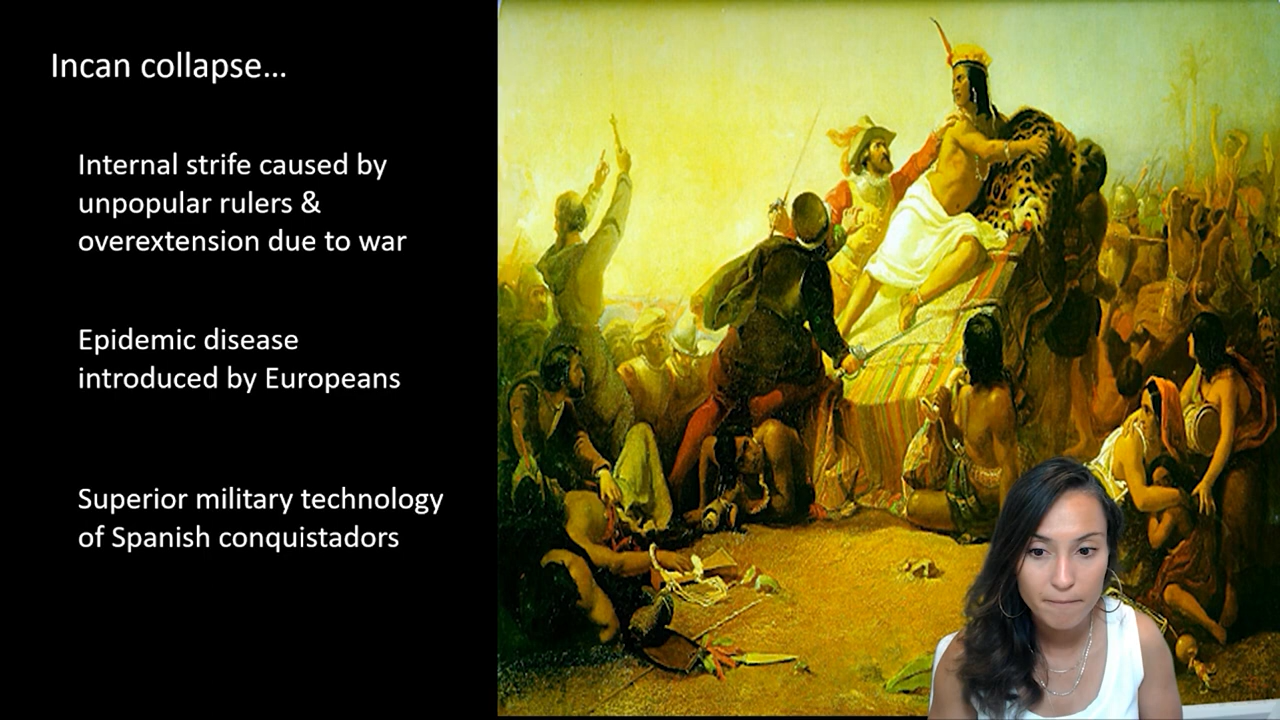 Incan collapse...
Internal strife caused by
unpopular rulers &
overextension due to war
Epidemic disease
introduced by Europeans
Superior military technology
of Spanish conquistadors